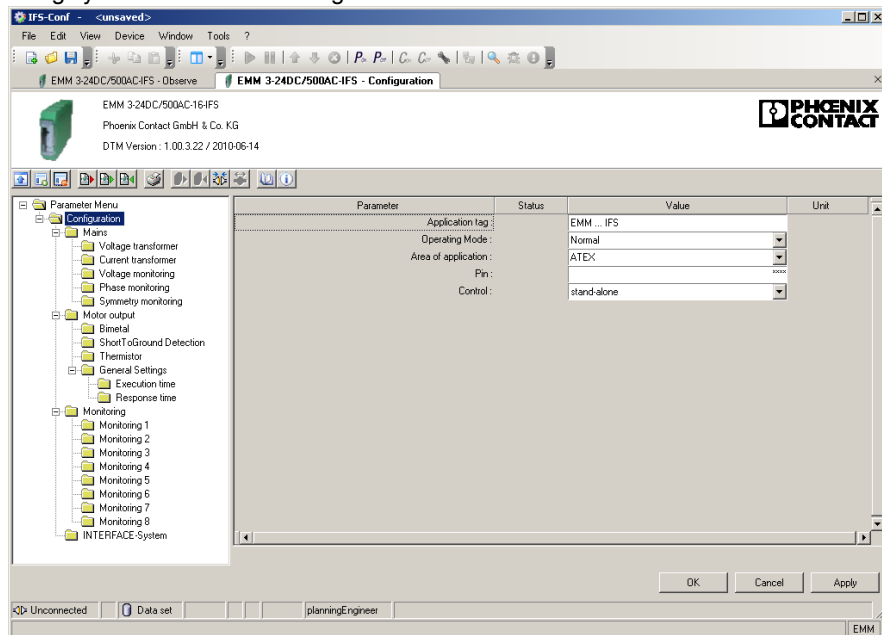 IFS-Conf - <unsaved>
File Edit View Device Window Tools ?
EMM 3-24DC/500AC-IFS - Observe EMM 3-24DC/500AC-IFS - Configuration
EMM 3-24DC/500AC-16-IFS
Phoenix Contact GmbH & Co. KG
DTM Version : 1.00.3.22 / 2010-06-14
PHŒNIX
CONTACT
Parameter Menu
Configuration
Mains
Voltage transformer
Current transformer
Voltage monitoring
Phase monitoring
Symmetry monitoring
Motor output
Bimetal
ShortToGround Detection
Thermistor
General Settings
Execution time
Response time
Monitoring
Monitoring 1
Monitoring 2
Monitoring 3
Monitoring 4
Monitoring 5
Monitoring 6
Monitoring 7
Monitoring 8
INTERFACE-System
Parameter Status Value Unit
Application tag : EMM ... IFS
Operating Mode : Normal
Area of application : ATEX
Pin : xxxx
Control : stand-alone
OK Cancel Apply
Unconnected Data set planningEngineer
EMM